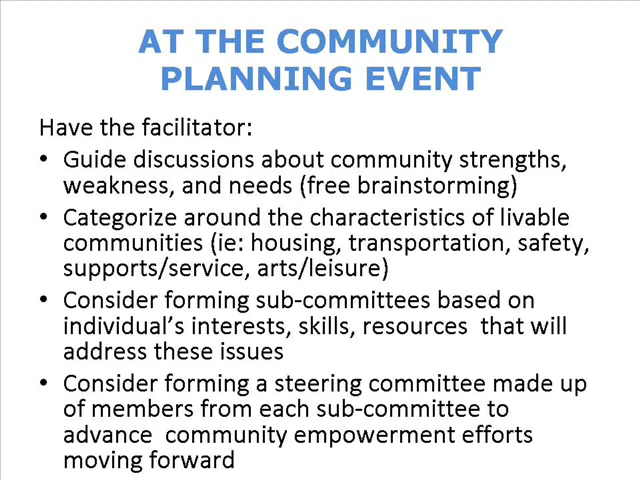 AT THE COMMUNITY
PLANNING EVENT
Have the facilitator:
• Guide discussions about community strengths,
weakness, and needs (free brainstorming)
• Categorize around the characteristics of livable
communities (ie: housing, transportation, safety,
supports/service, arts/leisure)
• Consider forming sub-committees based on
individual's interests, skills, resources  that will
address these issues
• Consider forming a steering committee made up
of members from each sub-committee to
advance  community empowerment efforts
moving forward